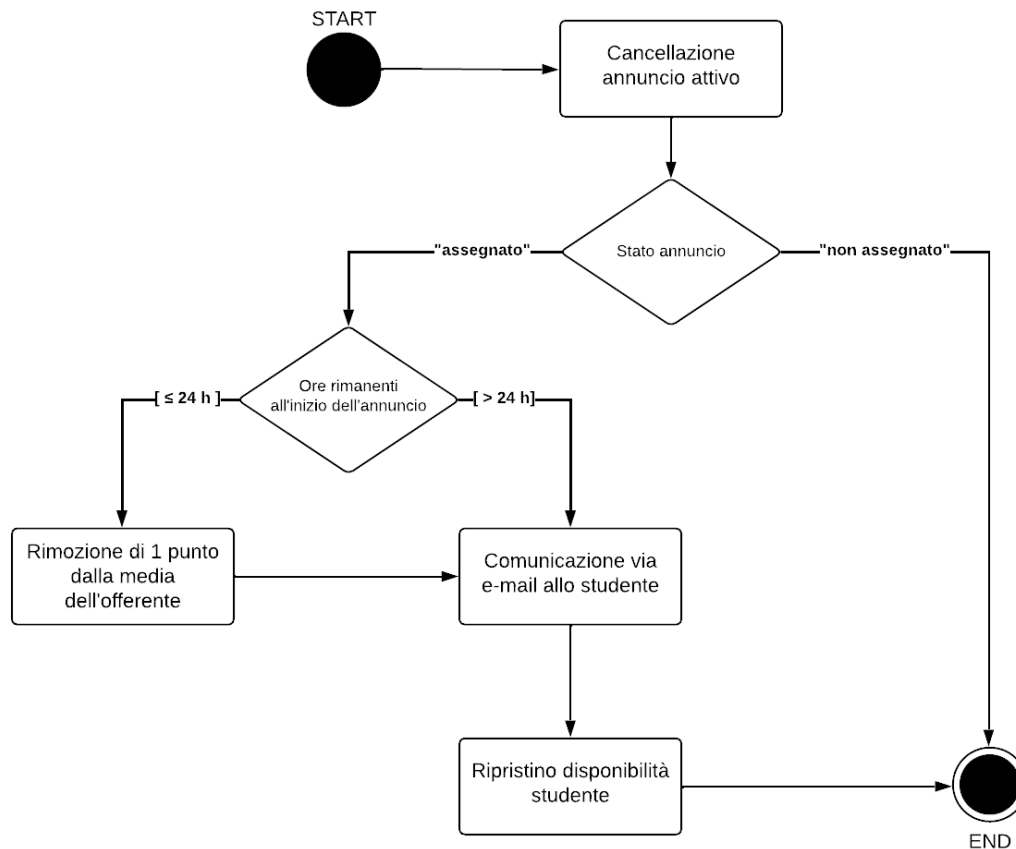 START
Cancellazione
annuncio attivo
Stato annuncio
"assegnato"
"non assegnato"
Ore rimanenti
all'inizio dell'annuncio
[ ≤ 24 h ]
[ > 24 h]
Rimozione di 1 punto
dalla media
dell'offerente
Comunicazione via
e-mail allo studente
Ripristino disponibilità
studente
END